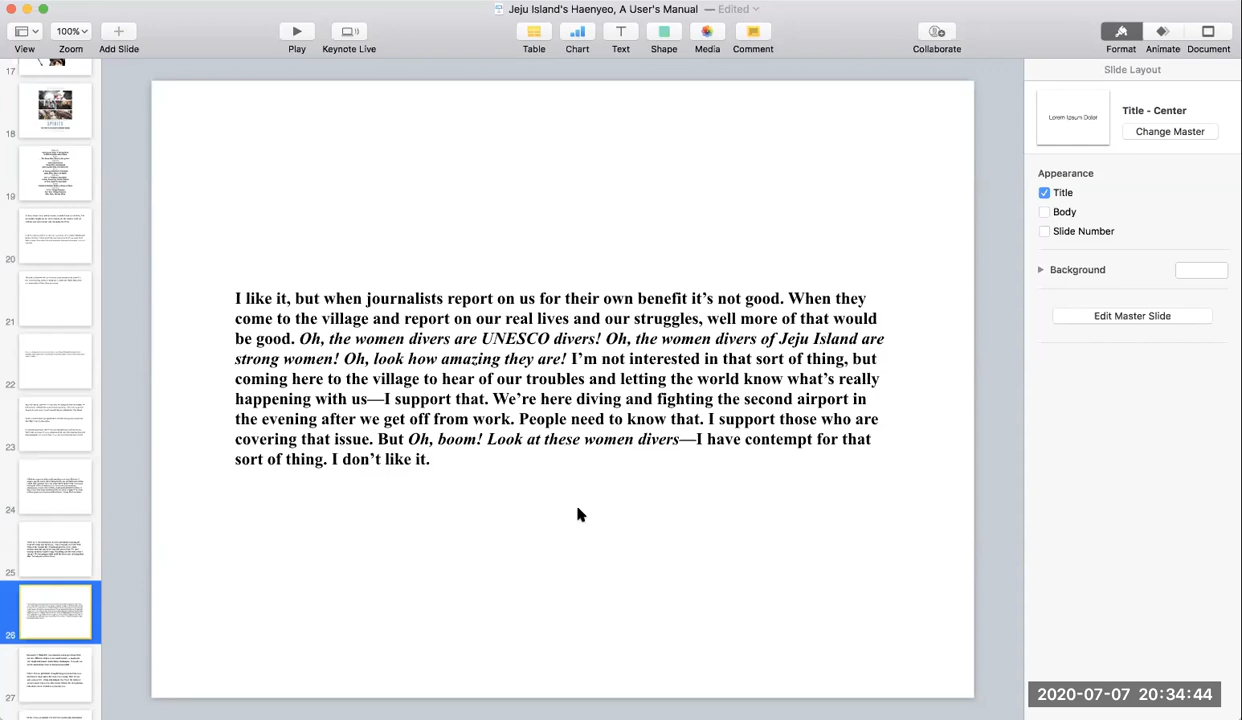 Jeju Island's Haenyeo, A User's Manual — Edited
100%
View
Zoom
Add Slide
Play
Keynote Live
Table
Chart
Text
Shape
Media
Comment
Collaborate
Format
Animate
Document
17
18
SPIRITS
19
20
21
22
23
24
25
26
27
I like it, but when journalists report on us for their own benefit it's not good. When they
come to the village and report on our real lives and our struggles, well more of that would
be good. Oh, the women divers are UNESCO divers! Oh, the women divers of Jeju Island are
strong women! Oh, look how amazing they are! I'm not interested in that sort of thing, but
coming here to the village to hear of our troubles and letting the world know what's really
happening with us—I support that. We're here diving and fighting the second airport in
the evening after we get off from work. People need to know that. I support those who are
covering that issue. But Oh, boom! Look at these women divers—I have contempt for that
sort of thing. I don't like it.
Slide Layout
Lorem Ipsum Dolor
Title - Center
Change Master
Appearance
Title
Body
Slide Number
Background
Edit Master Slide
2020-07-07 20:34:44